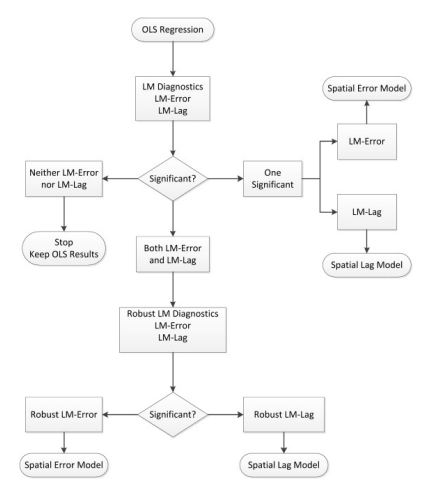 OLS Regression
LM Diagnostics
LM-Error
LM-Lag
Spatial Error Model
LM-Error
Neither LM-Error
nor LM-Lag
Significant?
One
Significant
LM-Lag
Stop
Keep OLS Results
Both LM-Error
and LM-Lag
Spatial Lag Model
Robust LM Diagnostics
LM-Error
LM-Lag
Robust LM-Error
Significant?
Robust LM-Lag
Spatial Error Model
Spatial Lag Model